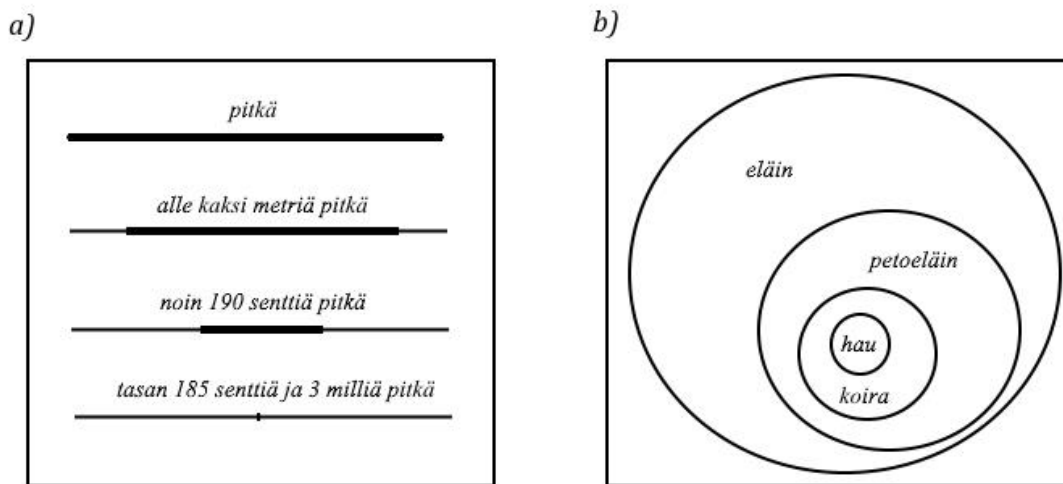 a)
pitkä
alle kaksi metriä pitkä
noin 190 senttiä pitkä
tasan 185 senttiä ja 3 milliä pitkä
b)
eläin
petoeläin
hau
koira